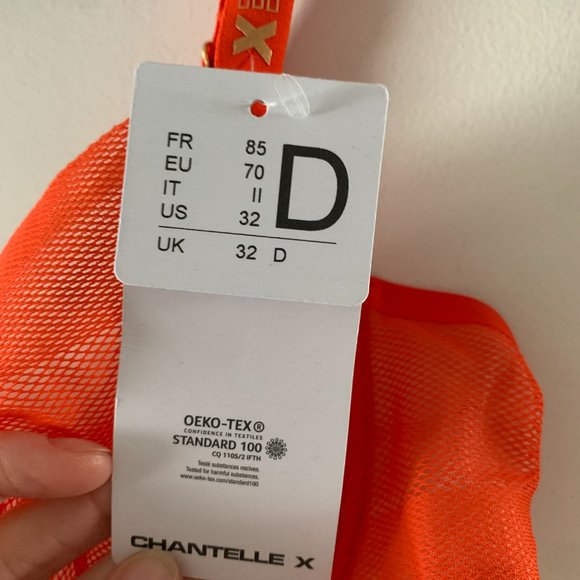 X
FR 85
EU 70
IT II
US 32
D
UK 32 D
OEKO-TEX®
CONFIDENCE IN TEXTILES
STANDARD 100
CQ 1105/2 IFTH
Testé substances nocives.
Tested for harmful substances.
www.oeko-tex.com/standard100
CHANTELLE X